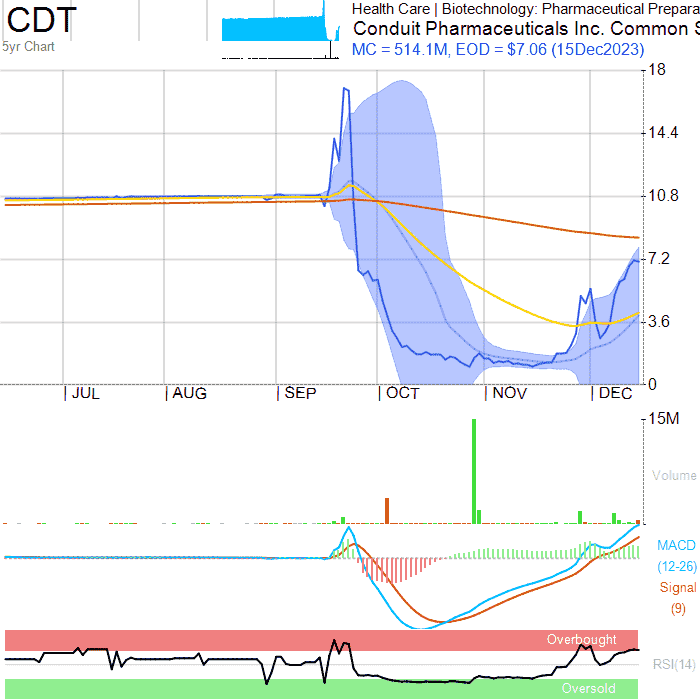 CDT
5yr Chart
Health Care | Biotechnology: Pharmaceutical Prepara
Conduit Pharmaceuticals Inc. Common S
MC = 514.1M, EOD = $7.06 (15Dec2023)
18
14.4
10.8
7.2
3.6
0
| JUL | AUG | SEP | OCT | NOV | DEC
15M
Volume
MACD
(12-26)
Signal
(9)
Overbought
RSI(14)
Oversold